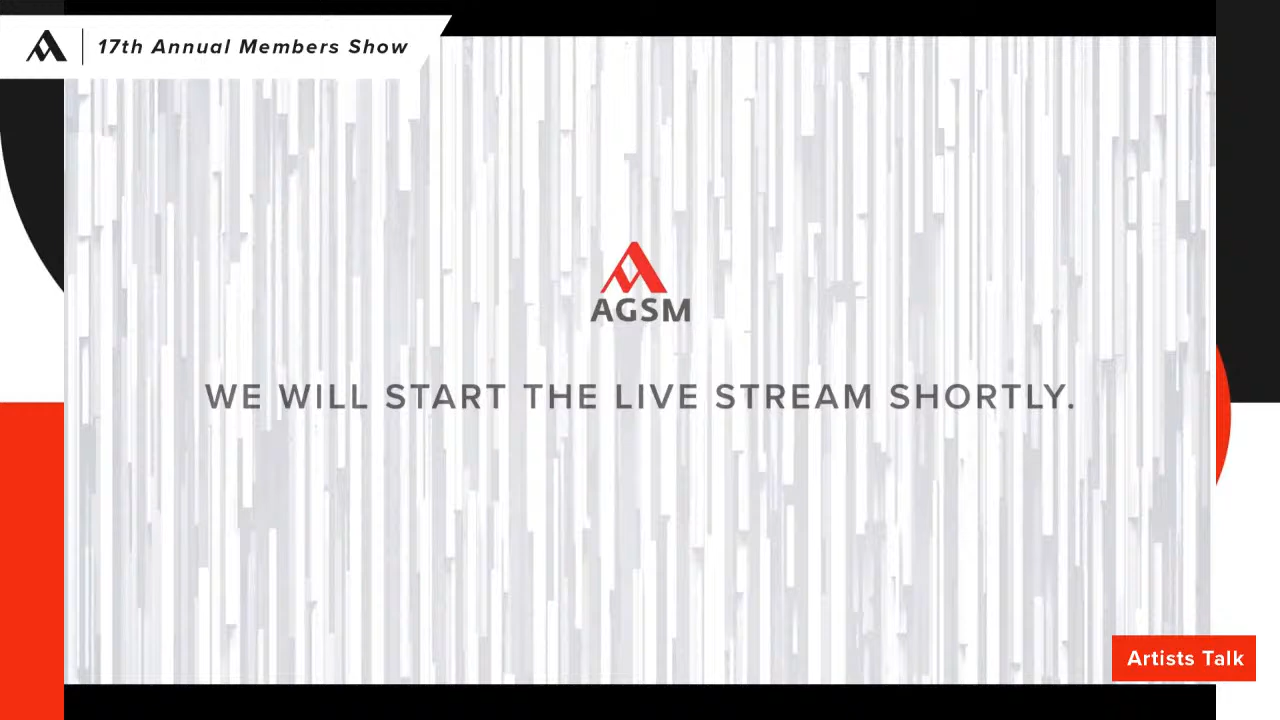 17th Annual Members Show
AGSM
WE WILL START THE LIVE STREAM SHORTLY.
Artists Talk